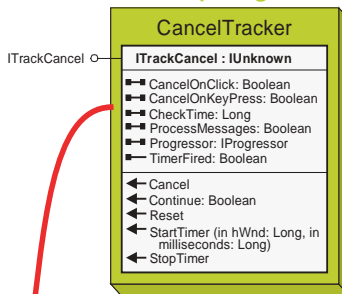 CancelTracker
ITrackCancel
ITrackCancel : IUnknown
CancelOnClick: Boolean
CancelOnKeyPress: Boolean
CheckTime: Long
ProcessMessages: Boolean
Progressor: IProgressor
TimerFired: Boolean
Cancel
Continue: Boolean
Reset
StartTimer (in hWnd: Long, in
milliseconds: Long)
StopTimer